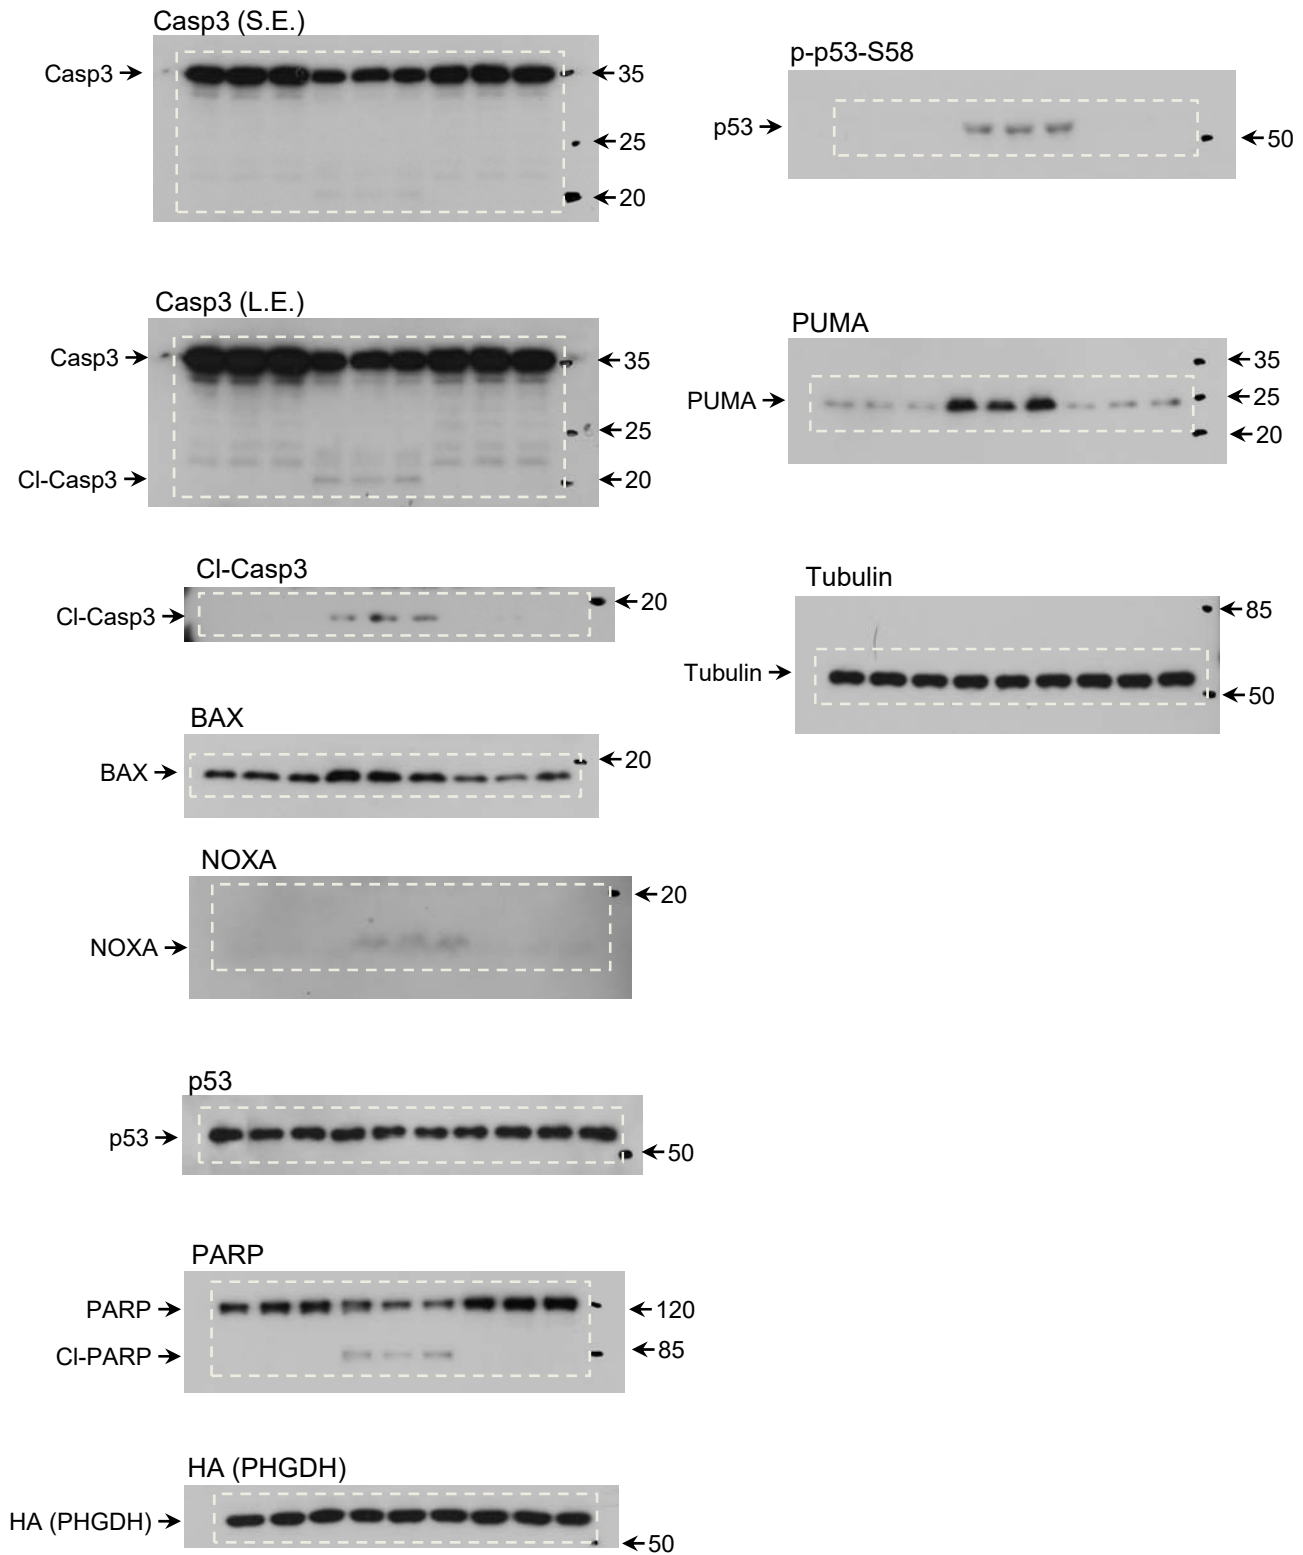 Casp3 (S.E.)
Casp3
35
25
20
p-p53-S58
p53
50
Casp3 (L.E.)
Casp3
35
25
Cl-Casp3
20
PUMA
35
PUMA
25
20
Cl-Casp3
20
Cl-Casp3
Tubulin
85
Tubulin
50
BAX
20
BAX
NOXA
20
NOXA
p53
p53
50
PARP
PARP
120
Cl-PARP
85
HA (PHGDH)
HA (PHGDH)
50